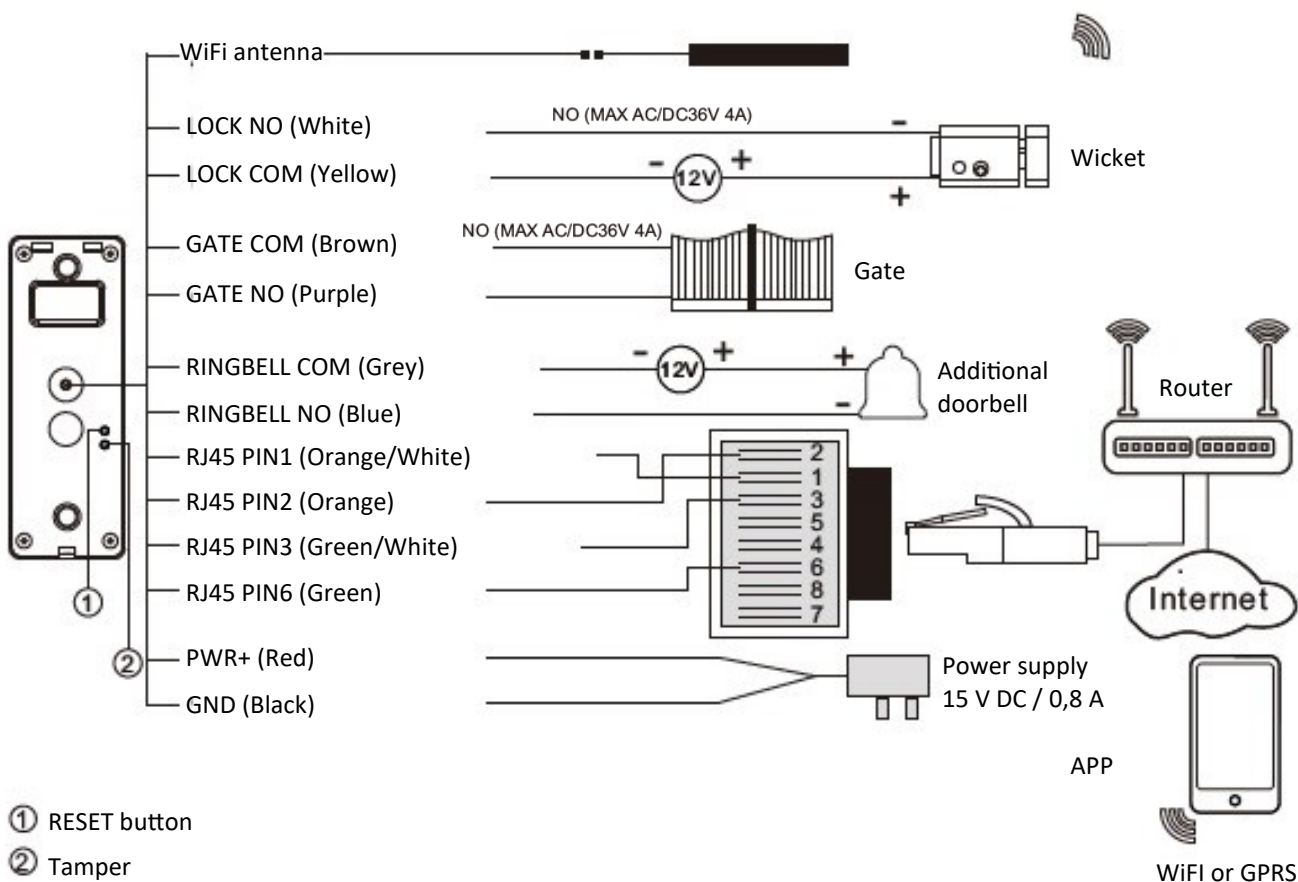 WiFi antenna
LOCK NO (White)
NO (MAX AC/DC36V 4A)
-
LOCK COM (Yellow)
- 12V +
+
Wicket
GATE COM (Brown)
NO (MAX AC/DC36V 4A)
GATE NO (Purple)
Gate
RINGBELL COM (Grey)
- 12V +
+
RINGBELL NO (Blue)
-
Additional
doorbell
Router
RJ45 PIN1 (Orange/White)
RJ45 PIN2 (Orange)
RJ45 PIN3 (Green/White)
RJ45 PIN6 (Green)
2
1
3
5
4
6
8
7
Internet
①
②
PWR+ (Red)
GND (Black)
Power supply
15 V DC / 0,8 A
APP
① RESET button
② Tamper
WiFI or GPRS